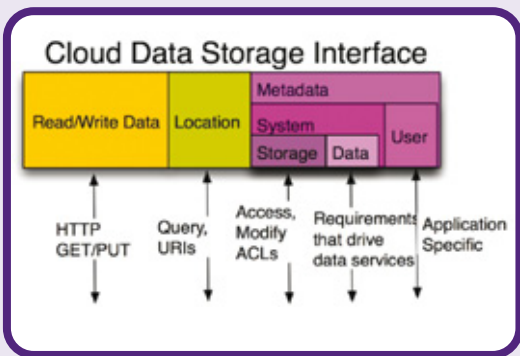 Cloud Data Storage Interface
Metadata
Read/Write Data
Location
System
User
Storage
Data
HTTP
GET/PUT
Query,
URIs
Access,
Modify
ACLs
Requirements
that drive
data services
Application
Specific